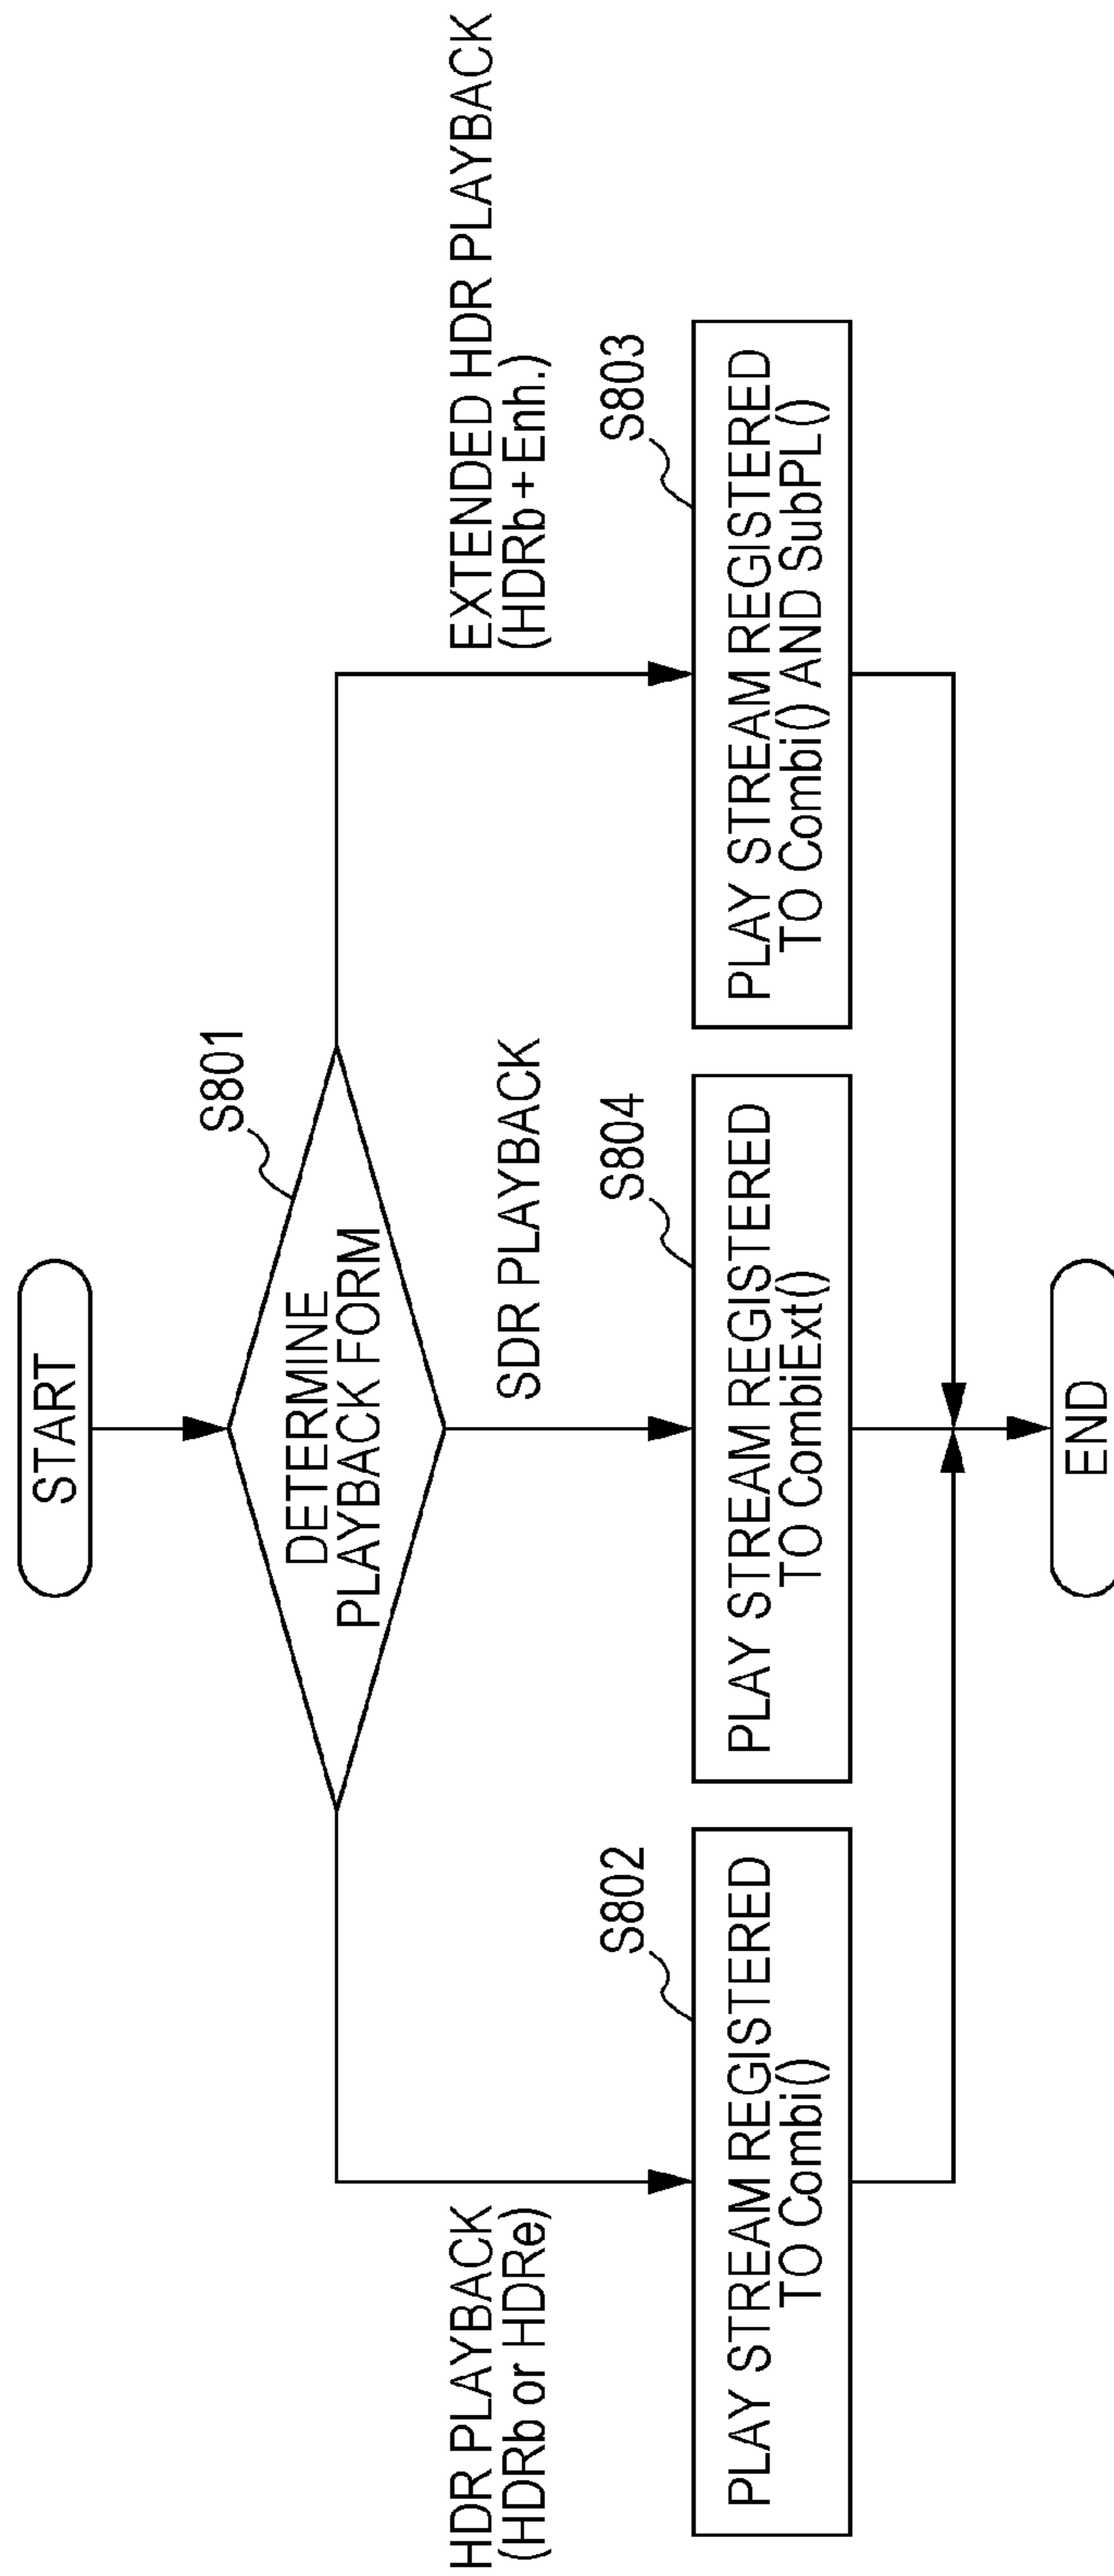 START
S801
DETERMINE
PLAYBACK FORM
HDR PLAYBACK
(HDRb or HDRe)
SDR PLAYBACK
EXTENDED HDR PLAYBACK
(HDRb + Enh.)
S802
PLAY STREAM REGISTERED
TO Combi()
S804
PLAY STREAM REGISTERED
TO CombiExt()
S803
PLAY STREAM REGISTERED
TO Combi() AND SubPL()
END